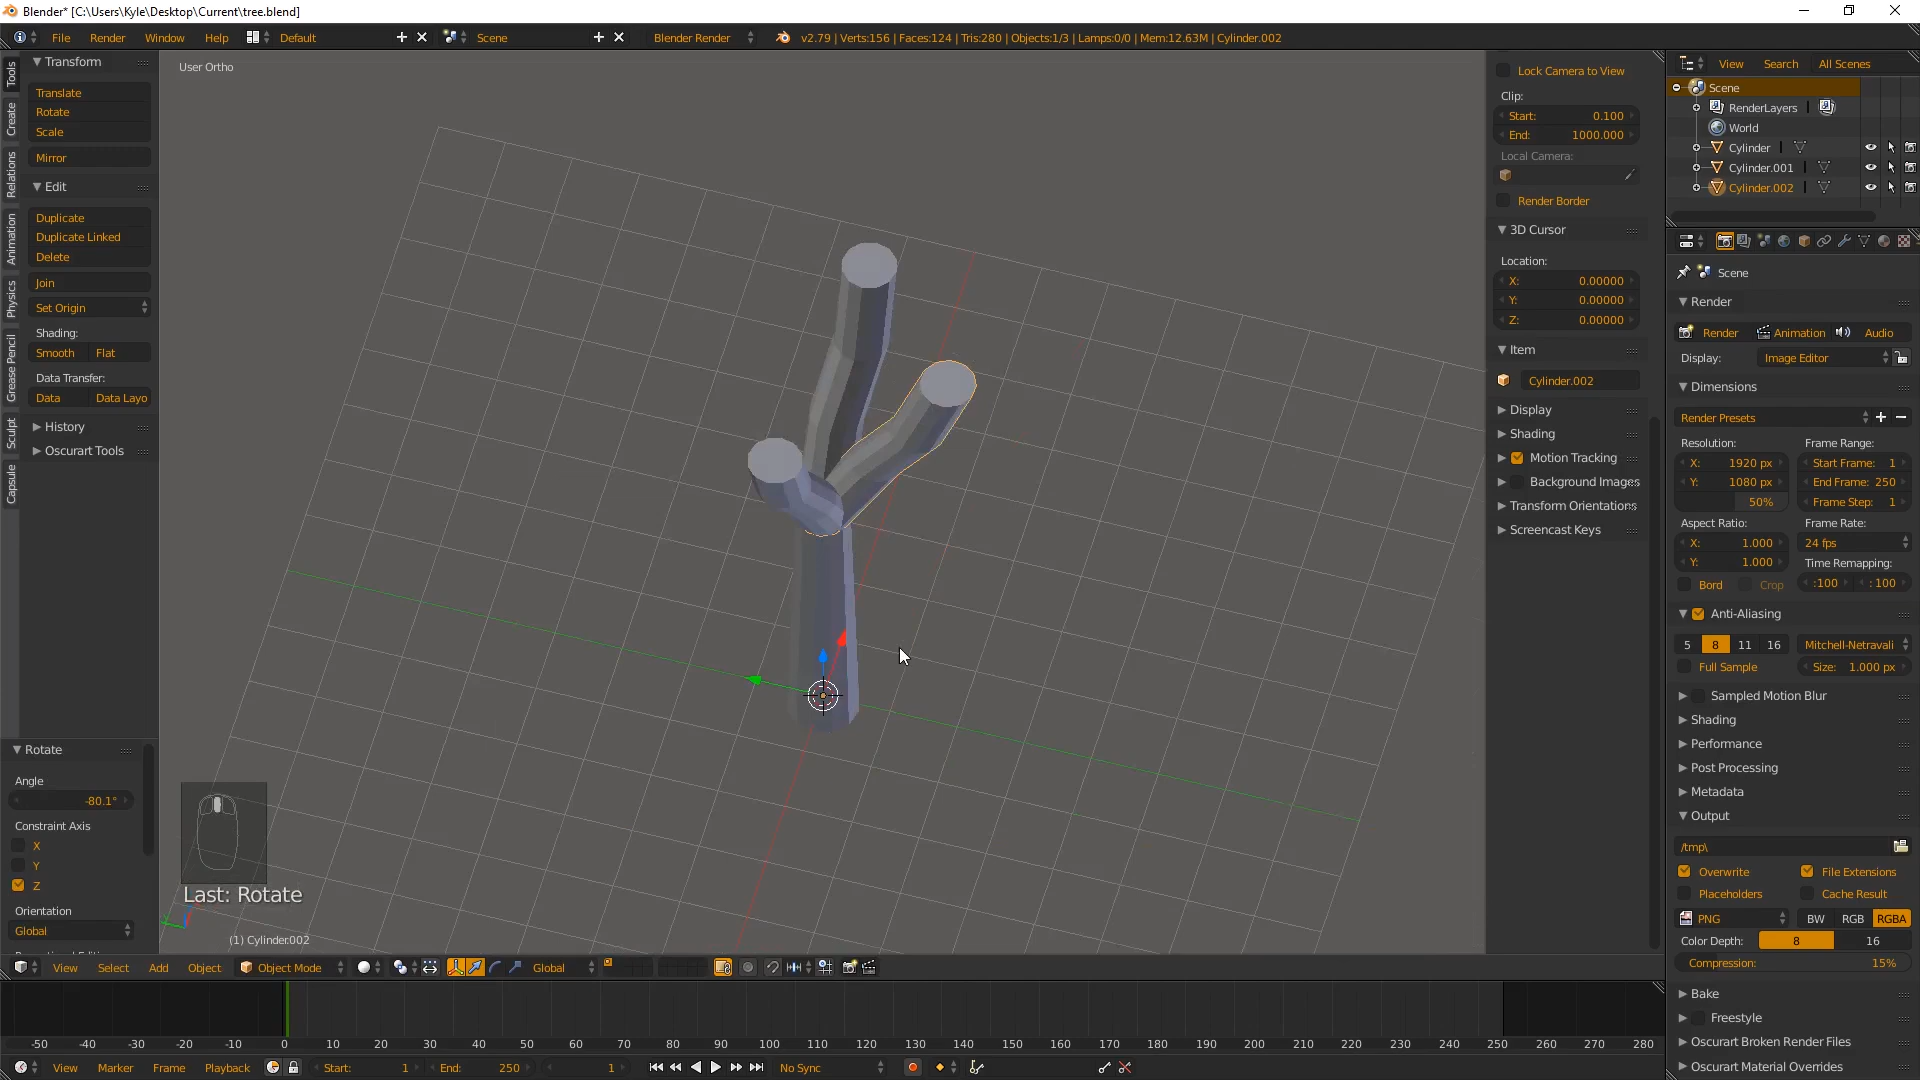 Blender* [C:\Users\Kyle\Desktop\Current\tree.blend]
File Render Window Help Default Scene Blender Render v2.79 | Verts:156 | Faces:124 | Tris:280 | Objects:1/3 | Lamps:0/0 | Mem:12.63M | Cylinder.002
Tools
Create
Relations
Animation
Physics
Grease Pencil
Sculpt
Capsule
Transform
Translate
Rotate
Scale
Mirror
Edit
Duplicate
Duplicate Linked
Delete
Join
Set Origin
Shading:
Smooth Flat
Data Transfer:
Data Data Layo
History
Oscurart Tools
Rotate
Angle
-80.1°
Constraint Axis
X
Y
Z
Orientation
Global
User Ortho
Last: Rotate
(1) Cylinder.002
Lock Camera to View
Clip:
Start: 0.100
End: 1000.000
Local Camera:
Render Border
3D Cursor
Location:
X: 0.00000
Y: 0.00000
Z: 0.00000
Item
Cylinder.002
Display
Shading
Motion Tracking
Background Images
Transform Orientations
Screencast Keys
View Search All Scenes
Scene
RenderLayers
World
Cylinder
Cylinder.001
Cylinder.002
Scene
Render
Render Animation Audio
Display: Image Editor
Dimensions
Render Presets
Resolution: Frame Range:
X: 1920 px Start Frame: 1
Y: 1080 px End Frame: 250
50% Frame Step: 1
Aspect Ratio: Frame Rate:
X: 1.000 24 fps
Y: 1.000 Time Remapping:
Bord Crop :100 : 100
Anti-Aliasing
5 8 11 16 Mitchell-Netravali
Full Sample Size: 1.000 px
Sampled Motion Blur
Shading
Performance
Post Processing
Metadata
Output
/tmp\
Overwrite File Extensions
Placeholders Cache Result
PNG BW RGB RGBA
Color Depth: 8 16
Compression: 15%
Bake
Freestyle
Oscurart Broken Render Files
Oscurart Material Overrides
View Select Add Object Object Mode Global
-50 -40 -30 -20 -10 0 10 20 30 40 50 60 70 80 90 100 110 120 130 140 150 160 170 180 190 200 210 220 230 240 250 260 270 280
View Marker Frame Playback Start: 1 End: 250 1 No Sync